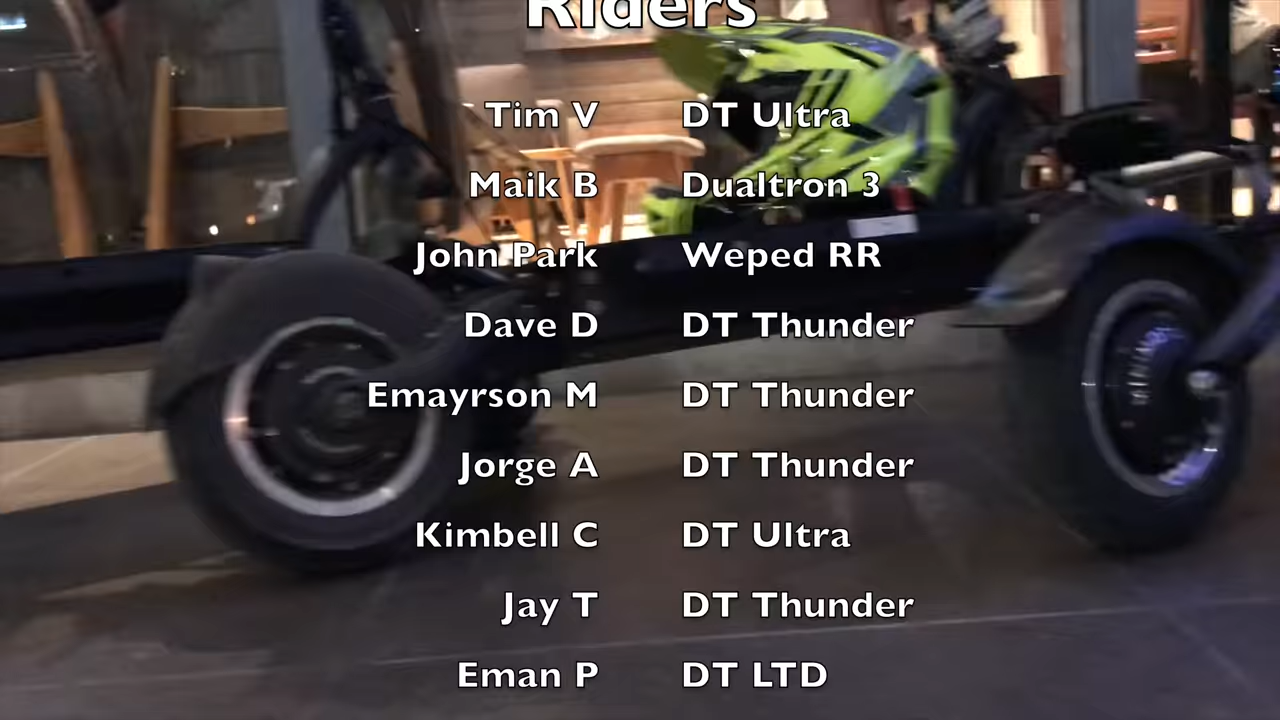 Riders
Tim V DT Ultra
Maik B Dualtron 3
John Park Weped RR
Dave D DT Thunder
Emayrson M DT Thunder
Jorge A DT Thunder
Kimbell C DT Ultra
Jay T DT Thunder
Eman P DT LTD